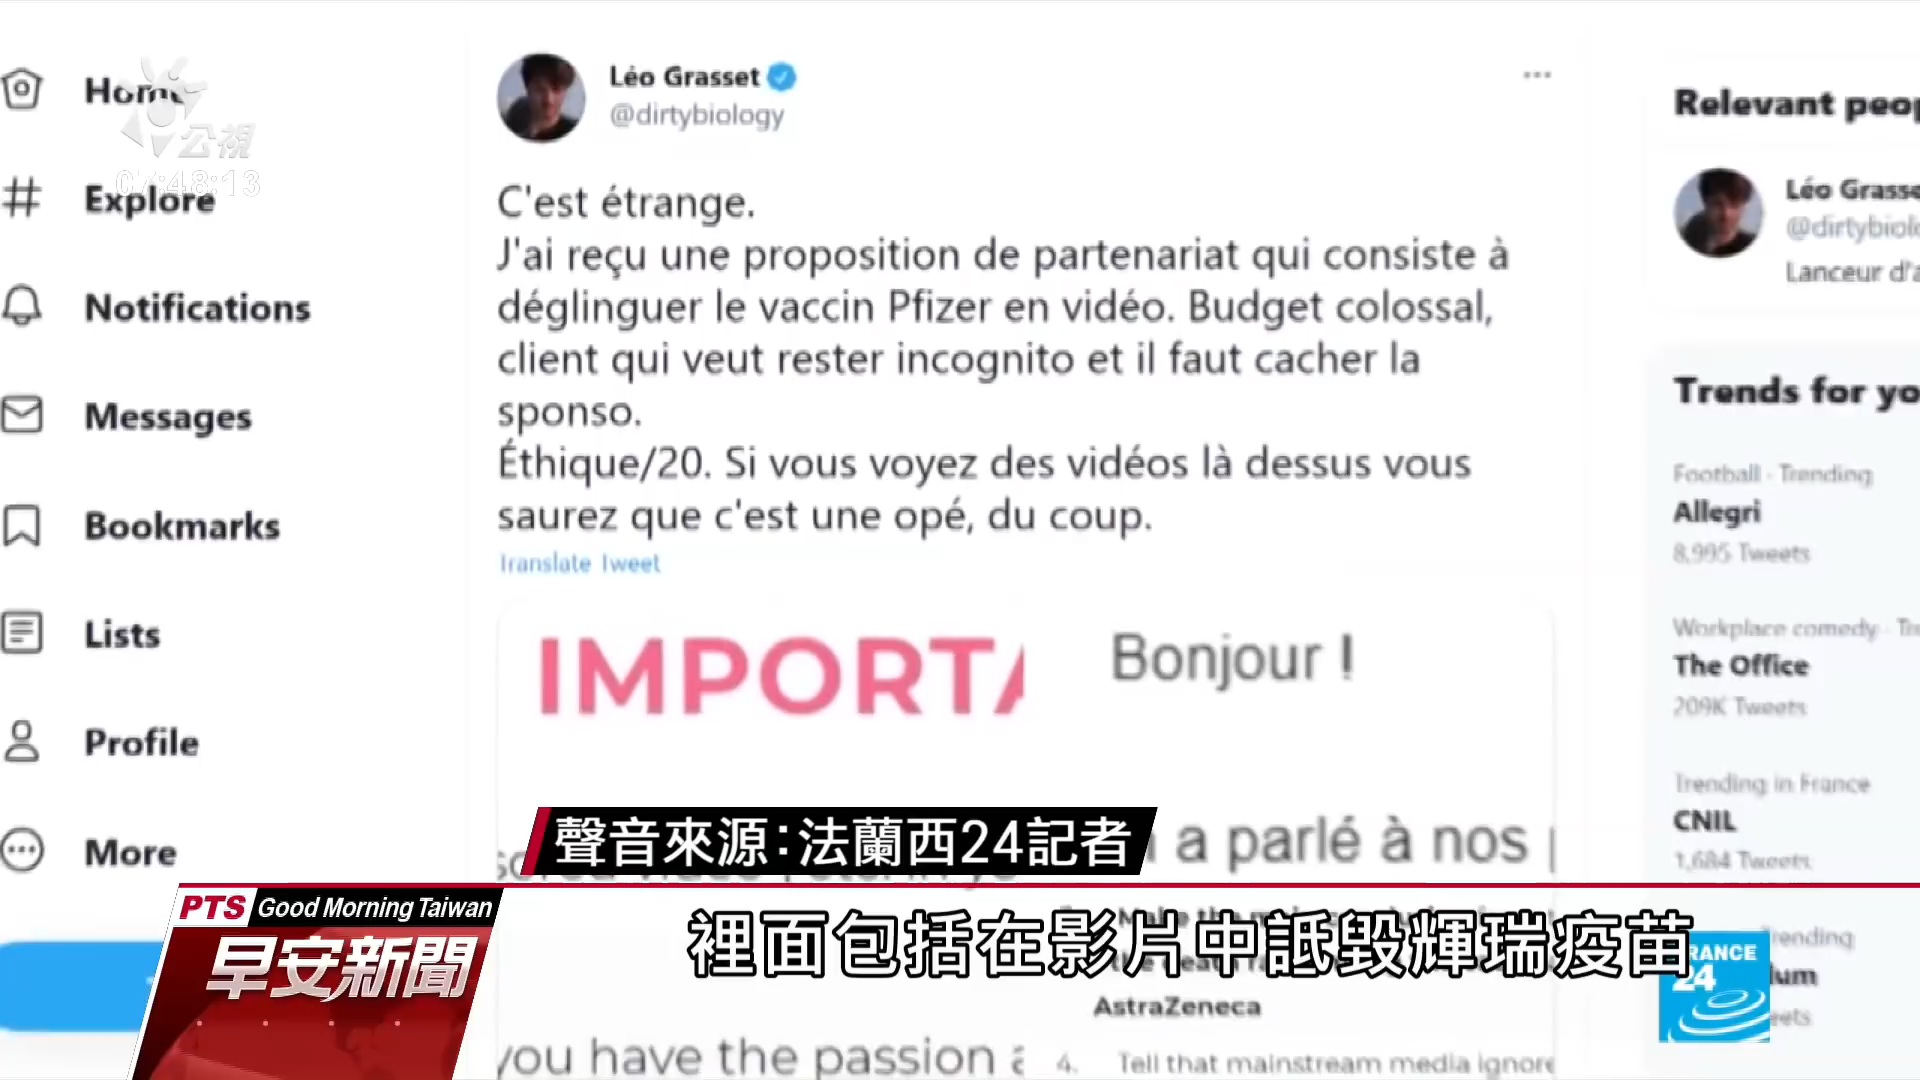 Home
Explore
Notifications
Messages
Bookmarks
Lists
Profile
More
公視
07:48:13
Léo Grasset
@dirtybiology
C'est étrange.
J'ai reçu une proposition de partenariat qui consiste à
déglinguer le vaccin Pfizer en vidéo. Budget colossal,
client qui veut rester incognito et il faut cacher la
sponso.
Éthique/20. Si vous voyez des vidéos là dessus vous
saurez que c'est une opé, du coup.
Translate Tweet
IMPORTA
you have the passion
Bonjour !
a parlé à nos
AstraZeneca
4. Tell that mainstream media ignore
Relevant peop
Léo Grasse
@dirtybiolo
Lanceur d'a
Trends for yo
Football · Trending
Allegri
8,995 Tweets
Workplace comedy · Tre
The Office
209K Tweets
Trending in France
CNIL
1,684 Tweets
聲音來源:法蘭西24記者
PTS Good Morning Taiwan
早安新聞
裡面包括在影片中詆毀輝瑞疫苗
FRANCE
24